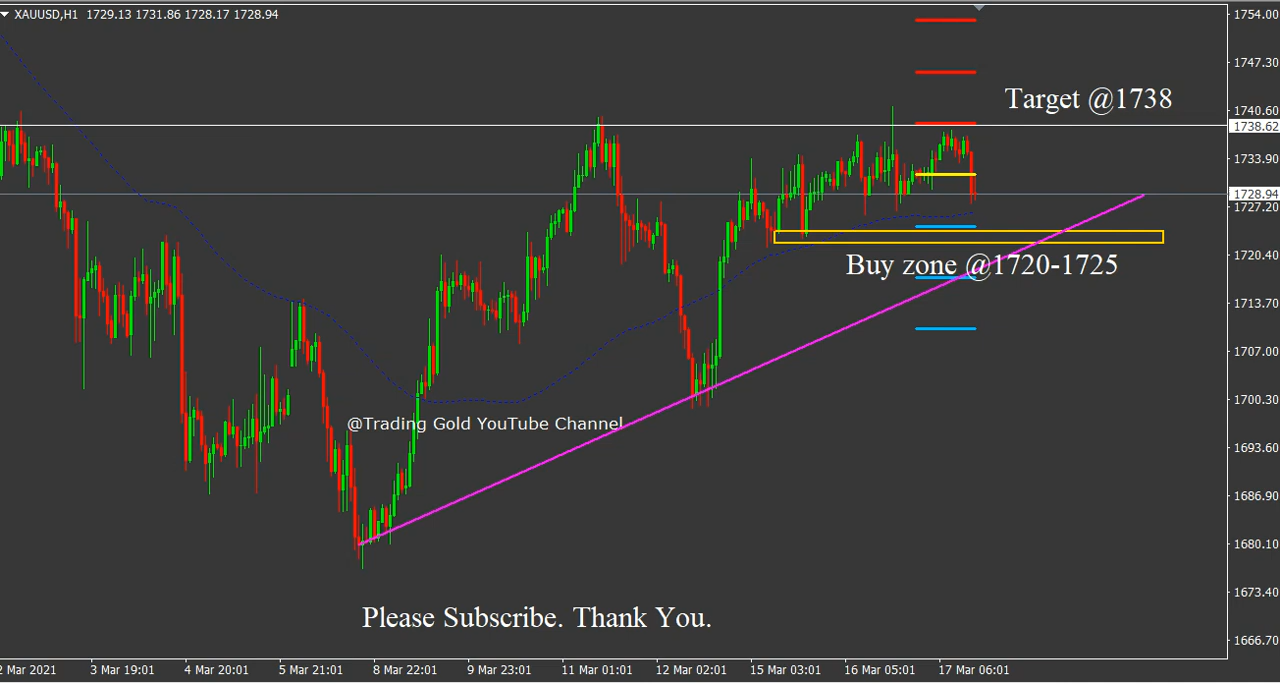 XAUUSD,H1 1729.13 1731.86 1728.17 1728.94
1754.00
1747.30
Target @1738
1740.60
1738.62
1733.90
1728.94
1727.20
1720.40
Buy zone @1720-1725
1713.70
1707.00
1700.30
@Trading Gold YouTube Channel
1693.60
1686.90
1680.10
1673.40
Please Subscribe. Thank You.
1666.70
2 Mar 2021 3 Mar 19:01 4 Mar 20:01 5 Mar 21:01 8 Mar 22:01 9 Mar 23:01 11 Mar 01:01 12 Mar 02:01 15 Mar 03:01 16 Mar 05:01 17 Mar 06:01